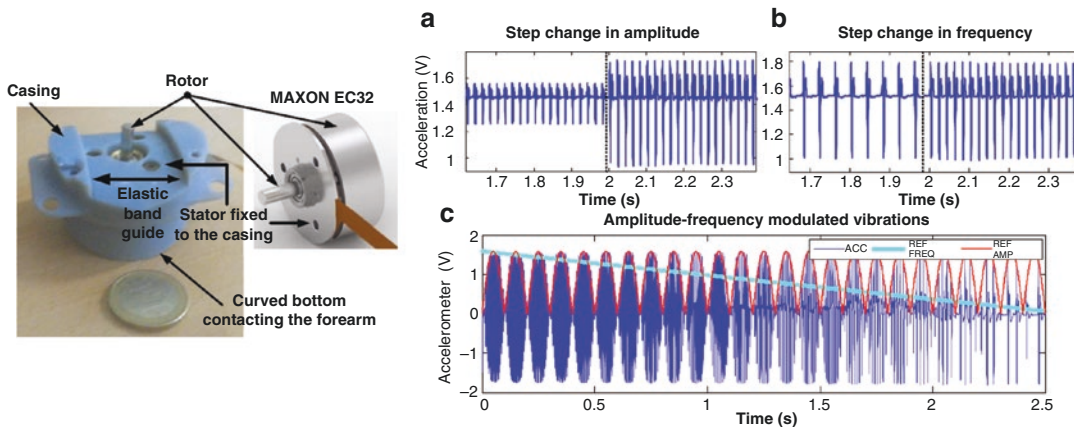 Casing
Rotor
MAXON EC32
Elastic
band
guide
Stator fixed
to the casing
Curved bottom
contacting the forearm
a
Step change in amplitude
Acceleration (V)
1.6
1.4
1.2
1
1.7 1.8 1.9 2 2.1 2.2 2.3
Time (s)
b
Step change in frequency
1.8
1.6
1.4
1.2
1
1.7 1.8 1.9 2 2.1 2.2 2.3
Time (s)
c
Amplitude-frequency modulated vibrations
Accelerometer (V)
2
1
0
−1
−2
ACC
REF
FREQ
REF
AMP
0 0.5 1 1.5 2 2.5
Time (s)